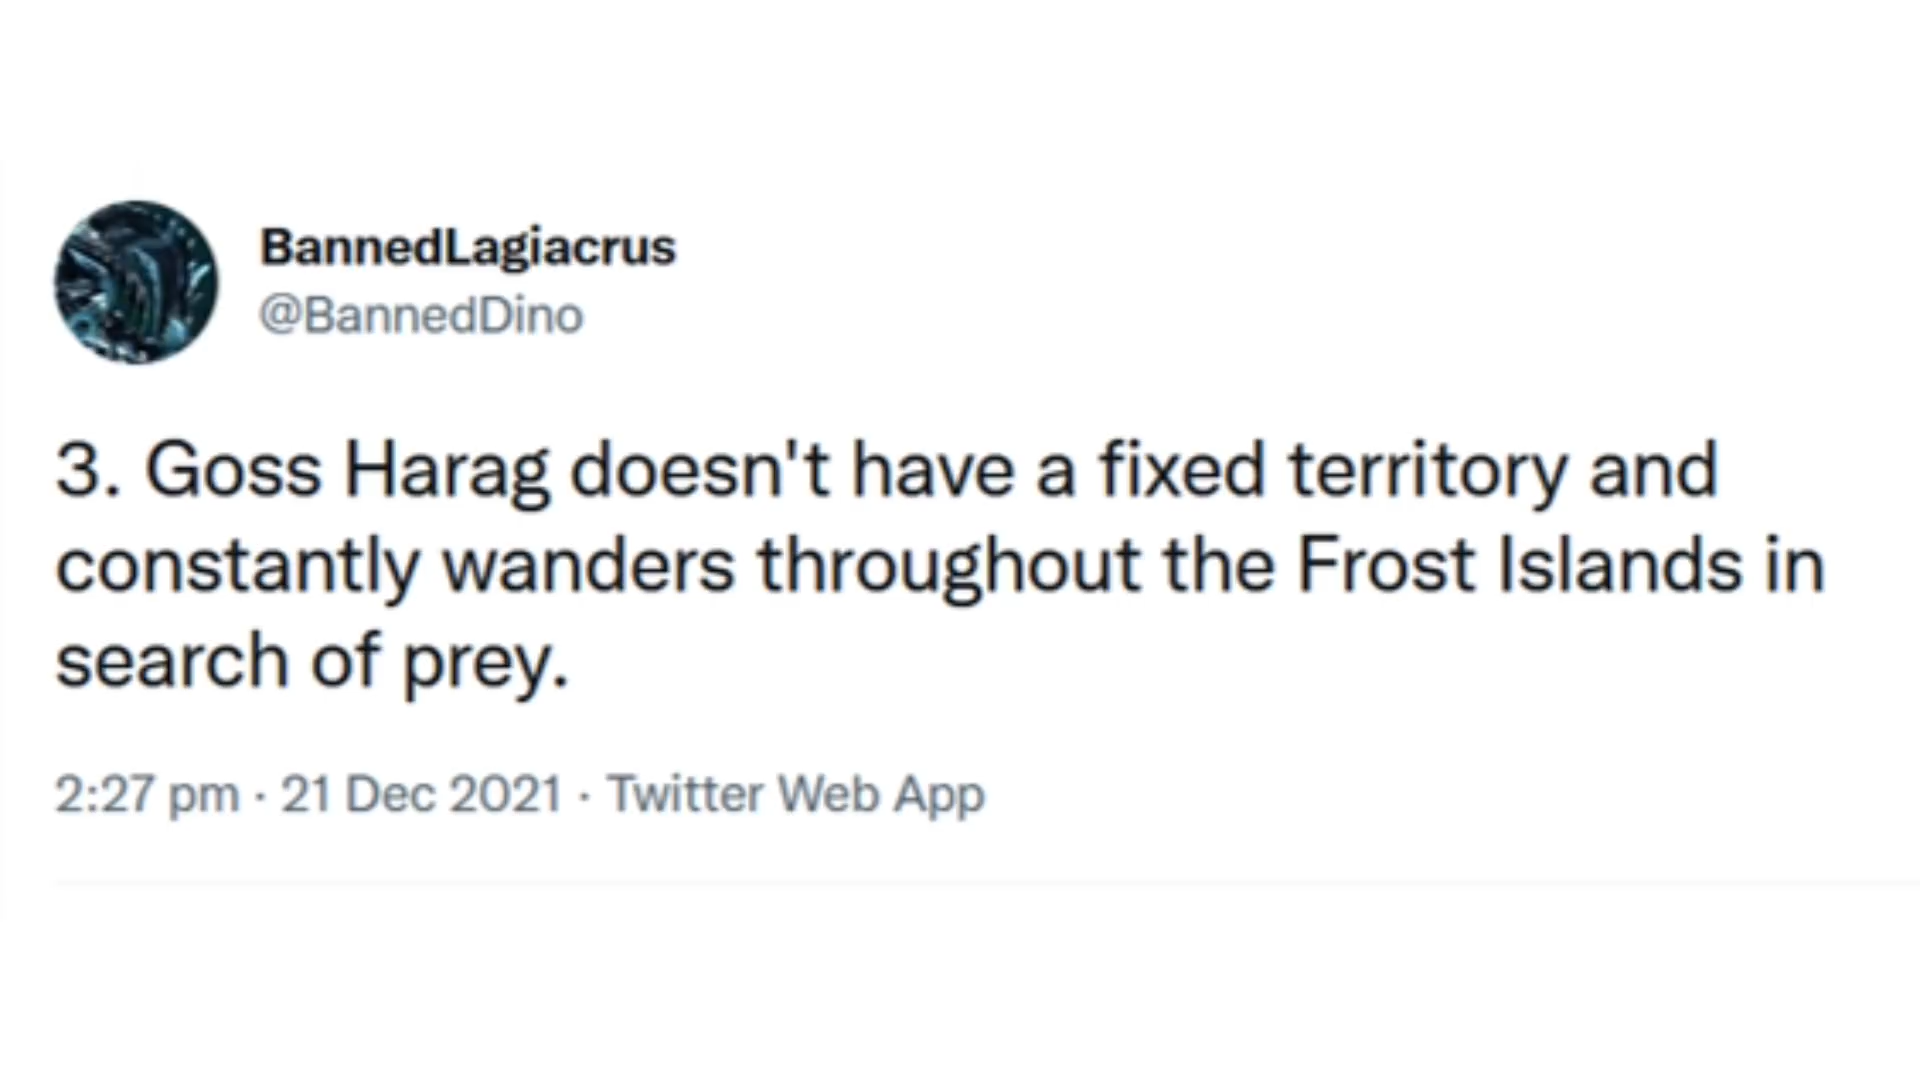 BannedLagiacrus
@BannedDino
3. Goss Harag doesn't have a fixed territory and
constantly wanders throughout the Frost Islands in
search of prey.
2:27 pm · 21 Dec 2021 · Twitter Web App